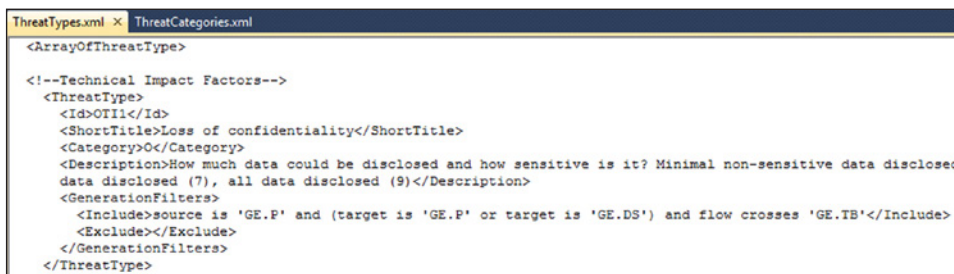 ThreatTypes.xml × ThreatCategories.xml
<ArrayOfThreatType>
<!--Technical Impact Factors-->
<ThreatType>
<Id>OTI1</Id>
<ShortTitle>Loss of confidentiality</ShortTitle>
<Category>O</Category>
<Description>How much data could be disclosed and how sensitive is it? Minimal non-sensitive data disclosed
data disclosed (7), all data disclosed (9)</Description>
<GenerationFilters>
<Include>source is 'GE.P' and (target is 'GE.P' or target is 'GE.DS') and flow crosses 'GE.TB'</Include>
<Exclude></Exclude>
</GenerationFilters>
</ThreatType>